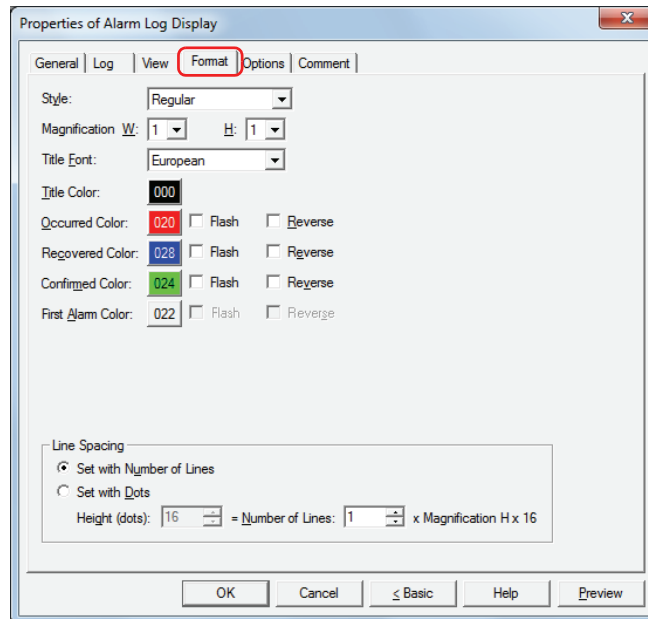 Properties of Alarm Log Display
General Log View Format Options Comment
Style: Regular
Magnification W: 1 H: 1
Title Font: European
Title Color: 000
Occurred Color: 020 Flash Reverse
Recovered Color: 028 Flash Reverse
Confirmed Color: 024 Flash Reverse
First Alarm Color: 022 Flash Reverse
Line Spacing
Set with Number of Lines
Set with Dots
Height (dots): 16 = Number of Lines: 1 x Magnification H x 16
OK Cancel < Basic Help Preview